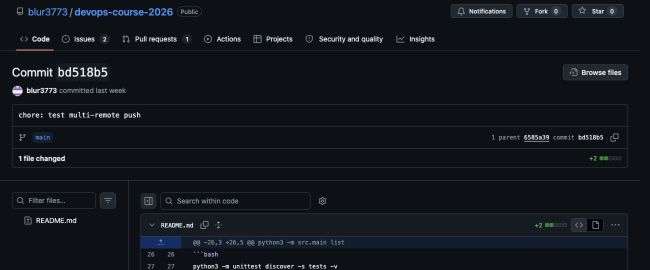 blur3773 / devops-course-2026 Public
Notifications Fork 0 Star 0
Code Issues 2 Pull requests 1 Actions Projects Security and quality Insights
Commit bd518b5
Browse files
blur3773 committed last week
chore: test multi-remote push
main
1 parent 6585a39 commit bd518b5
1 file changed
+2
Filter files...
Search within code
README.md
README.md
+2
@@ -26,3 +26,5 @@ python3 -m src.main list
26 26 ```bash
27 27 python3 -m unittest discover -s tests -v